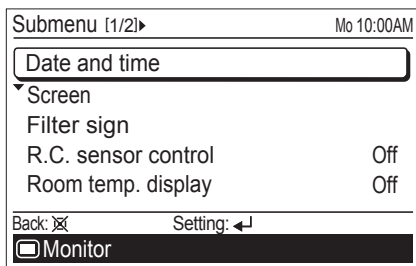 Submenu [1/2]▸ Mo 10:00AM
Date and time
Screen
Filter sign
R.C. sensor control Off
Room temp. display Off
Back: Setting:
Monitor